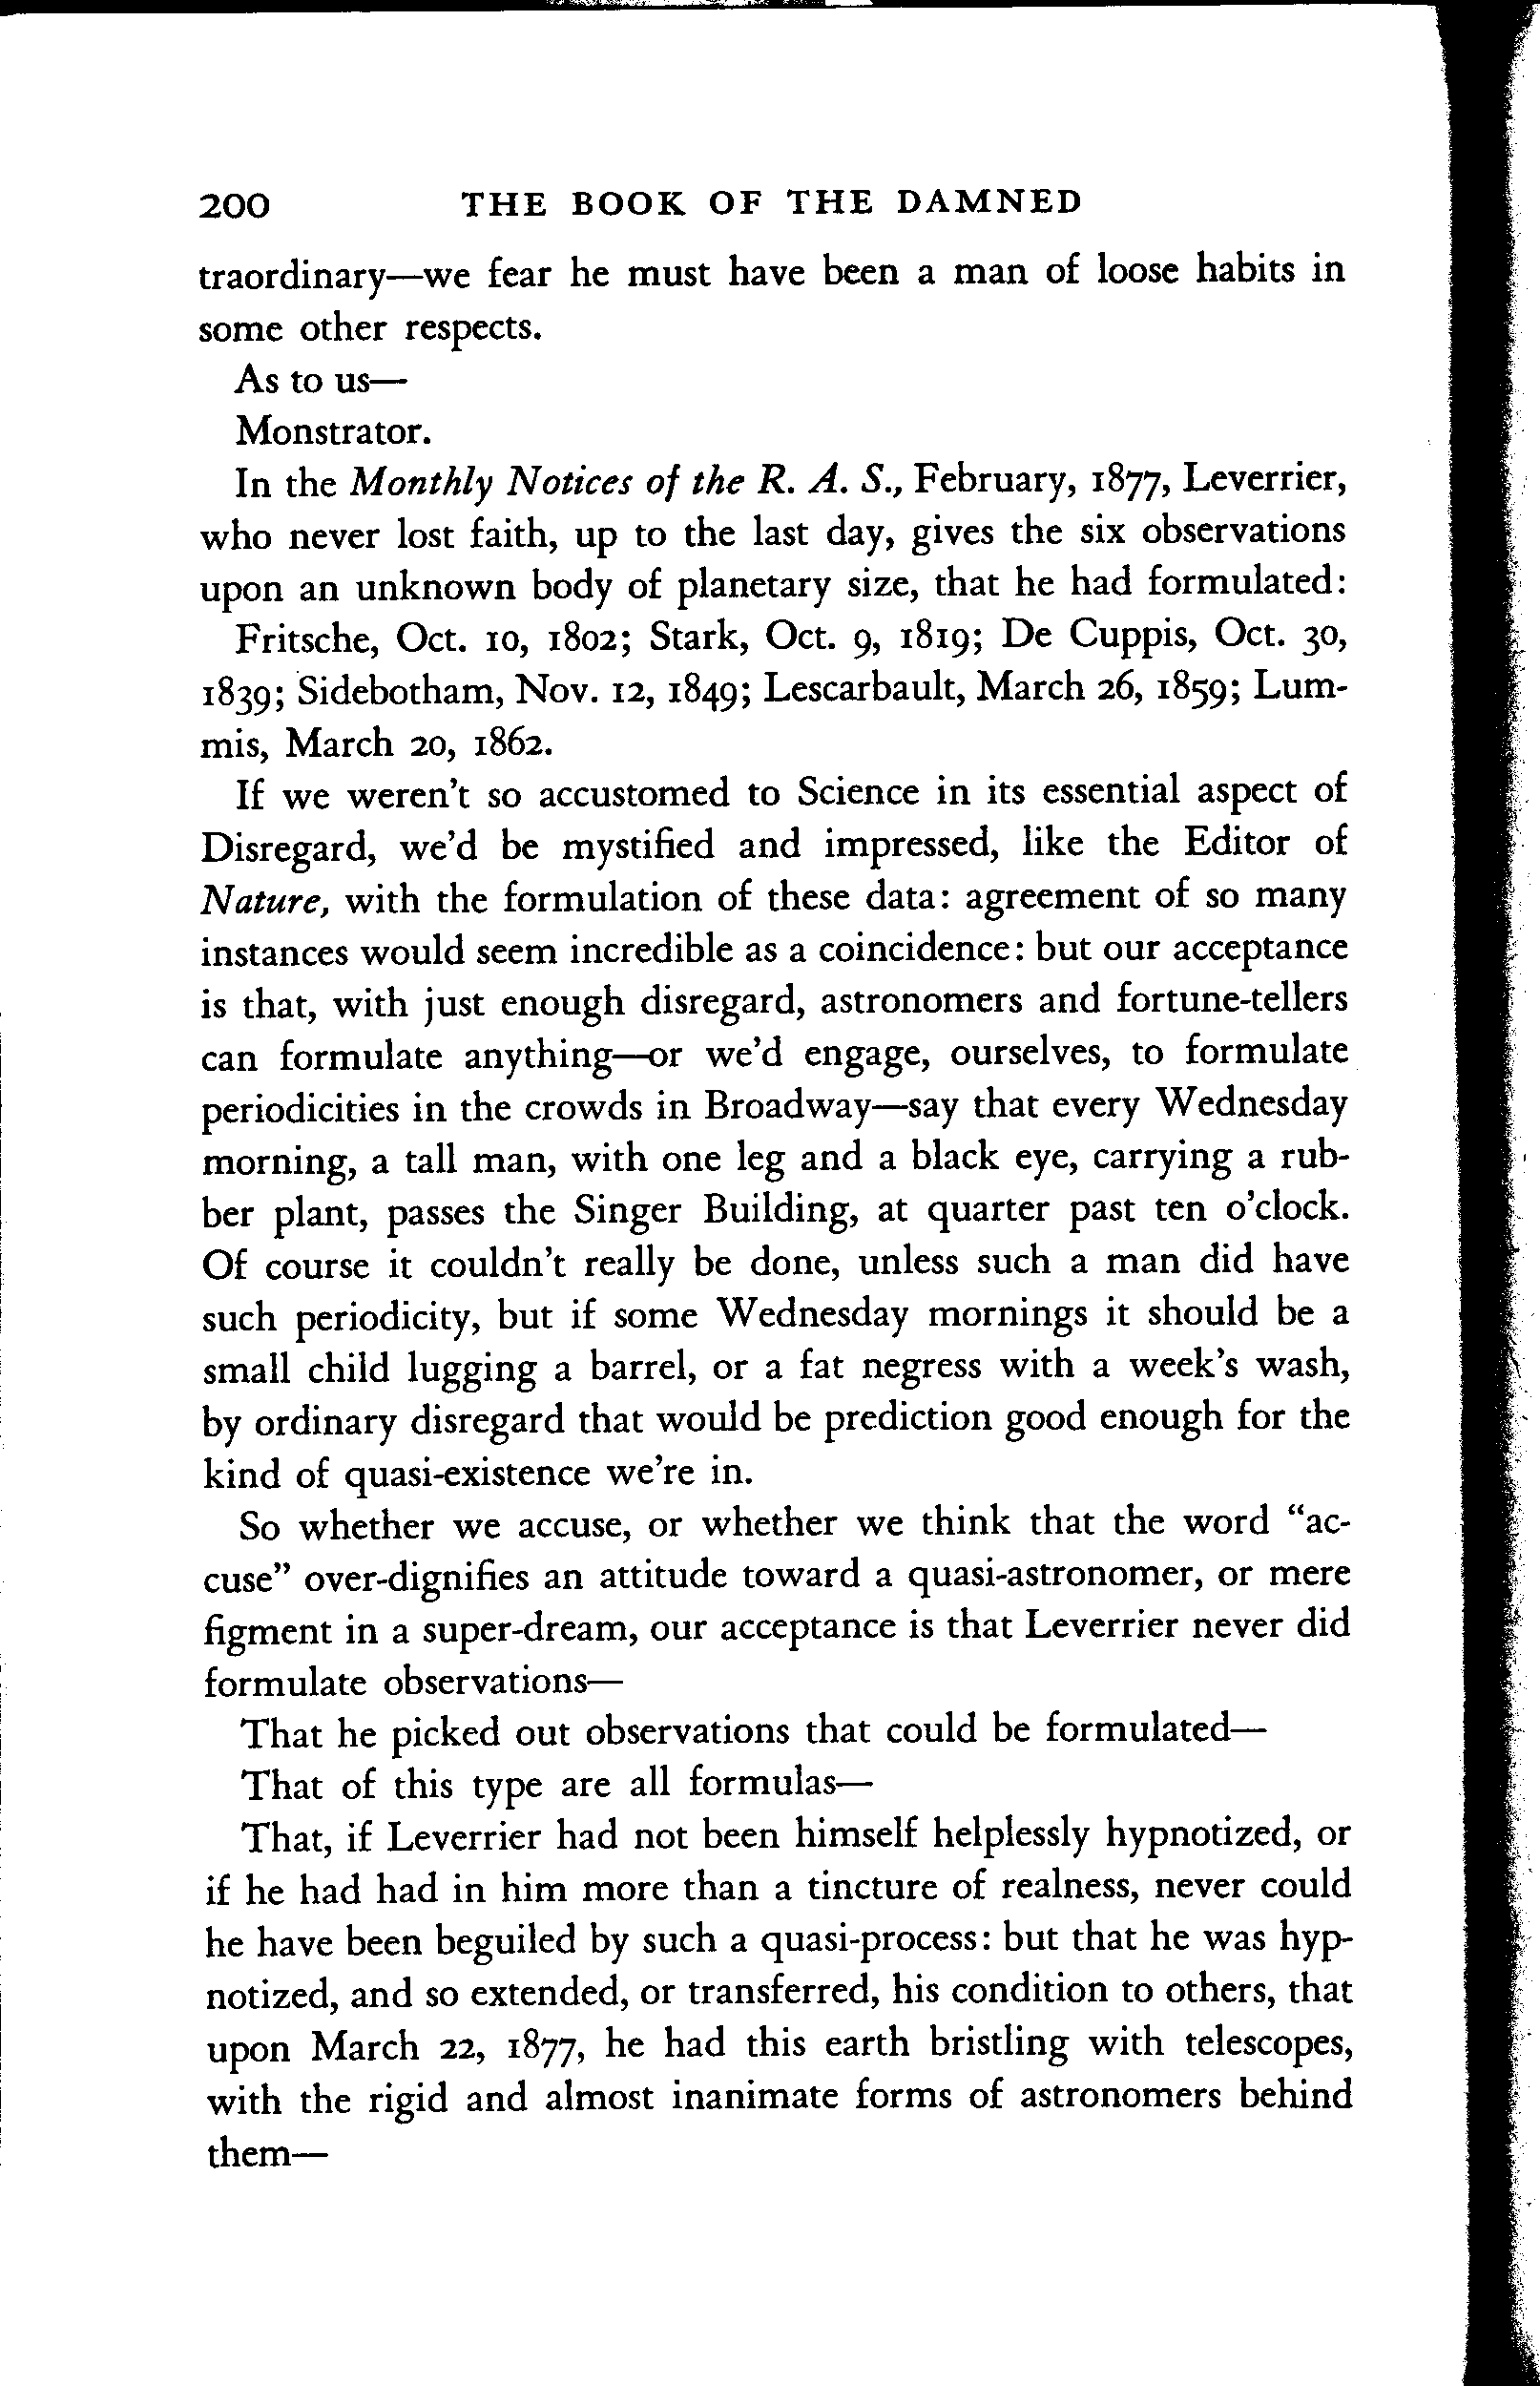 200 THE BOOK OF THE DAMNED
traordinary—we fear he must have been a man of loose habits in
some other respects.
As to us—
Monstrator.
In the Monthly Notices of the R. A. S., February, 1877, Leverrier,
who never lost faith, up to the last day, gives the six observations
upon an unknown body of planetary size, that he had formulated:
Fritsche, Oct. 10, 1802; Stark, Oct. 9, 1819; De Cuppis, Oct. 30,
1839; Sidebotham, Nov. 12, 1849; Lescarbault, March 26, 1859; Lum-
mis, March 20, 1862.
If we weren't so accustomed to Science in its essential aspect of
Disregard, we'd be mystified and impressed, like the Editor of
Nature, with the formulation of these data: agreement of so many
instances would seem incredible as a coincidence: but our acceptance
is that, with just enough disregard, astronomers and fortune-tellers
can formulate anything—or we'd engage, ourselves, to formulate
periodicities in the crowds in Broadway—say that every Wednesday
morning, a tall man, with one leg and a black eye, carrying a rub-
ber plant, passes the Singer Building, at quarter past ten o'clock.
Of course it couldn't really be done, unless such a man did have
such periodicity, but if some Wednesday mornings it should be a
small child lugging a barrel, or a fat negress with a week's wash,
by ordinary disregard that would be prediction good enough for the
kind of quasi-existence we're in.
So whether we accuse, or whether we think that the word “ac-
cuse” over-dignifies an attitude toward a quasi-astronomer, or mere
figment in a super-dream, our acceptance is that Leverrier never did
formulate observations—
That he picked out observations that could be formulated—
That of this type are all formulas—
That, if Leverrier had not been himself helplessly hypnotized, or
if he had had in him more than a tincture of realness, never could
he have been beguiled by such a quasi-process: but that he was hyp-
notized, and so extended, or transferred, his condition to others, that
upon March 22, 1877, he had this earth bristling with telescopes,
with the rigid and almost inanimate forms of astronomers behind
them—